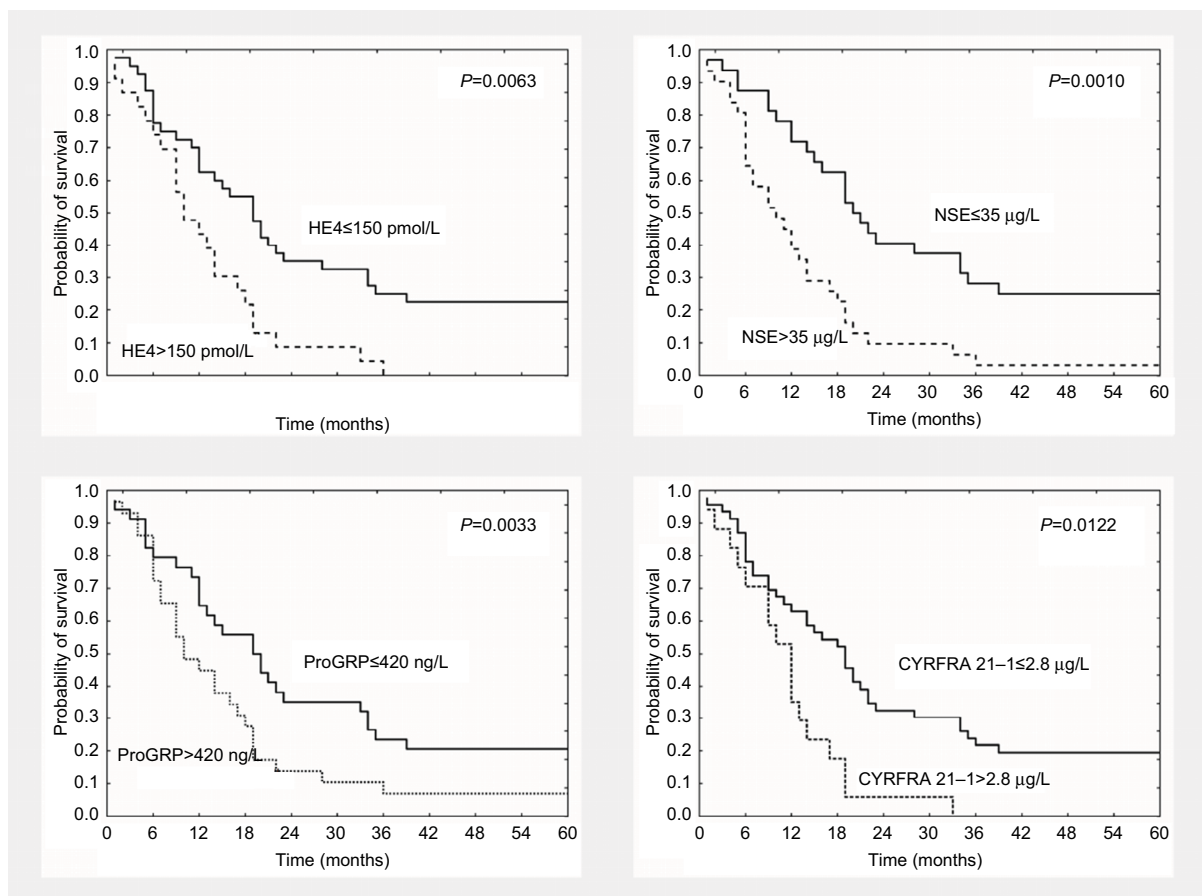 P=0.0063
Probability of survival
1.0
0.9
0.8
0.7
0.6
0.5
0.4
0.3
0.2
0.1
0.0
HE4≤150 pmol/L
HE4>150 pmol/L
Time (months)
P=0.0010
Probability of survival
1.0
0.9
0.8
0.7
0.6
0.5
0.4
0.3
0.2
0.1
0.0
NSE≤35 µg/L
NSE>35 µg/L
0 6 12 18 24 30 36 42 48 54 60
Time (months)
P=0.0033
Probability of survival
1.0
0.9
0.8
0.7
0.6
0.5
0.4
0.3
0.2
0.1
0.0
ProGRP≤420 ng/L
ProGRP>420 ng/L
0 6 12 18 24 30 36 42 48 54 60
Time (months)
P=0.0122
Probability of survival
1.0
0.9
0.8
0.7
0.6
0.5
0.4
0.3
0.2
0.1
0.0
CYRFRA 21–1≤2.8 µg/L
CYRFRA 21–1>2.8 µg/L
0 6 12 18 24 30 36 42 48 54 60
Time (months)